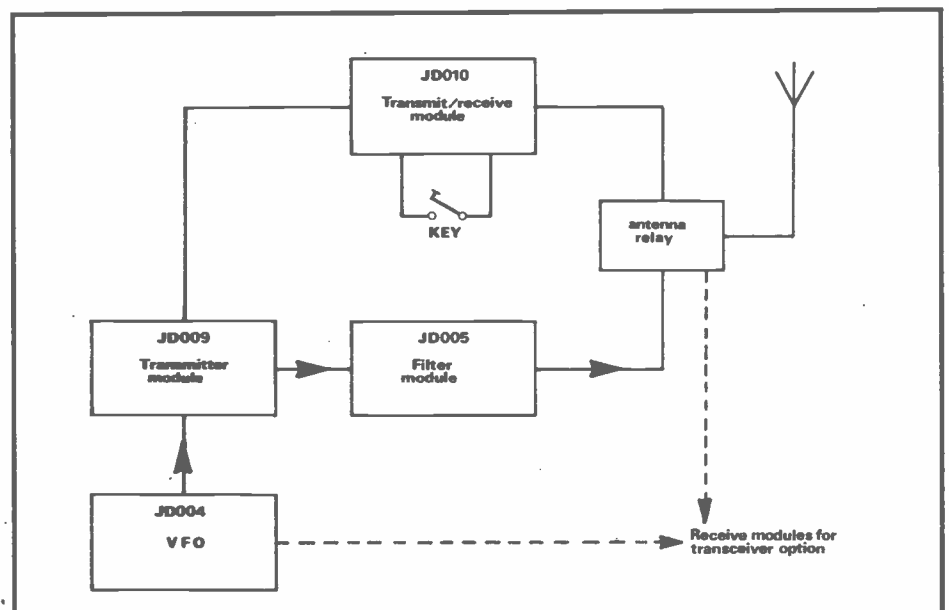 JD010
Transmit/receive
module
KEY
antenna
relay
JD009
Transmitter
module
JD005
Filter
module
JD004
VFO
Receive modules for
transceiver option